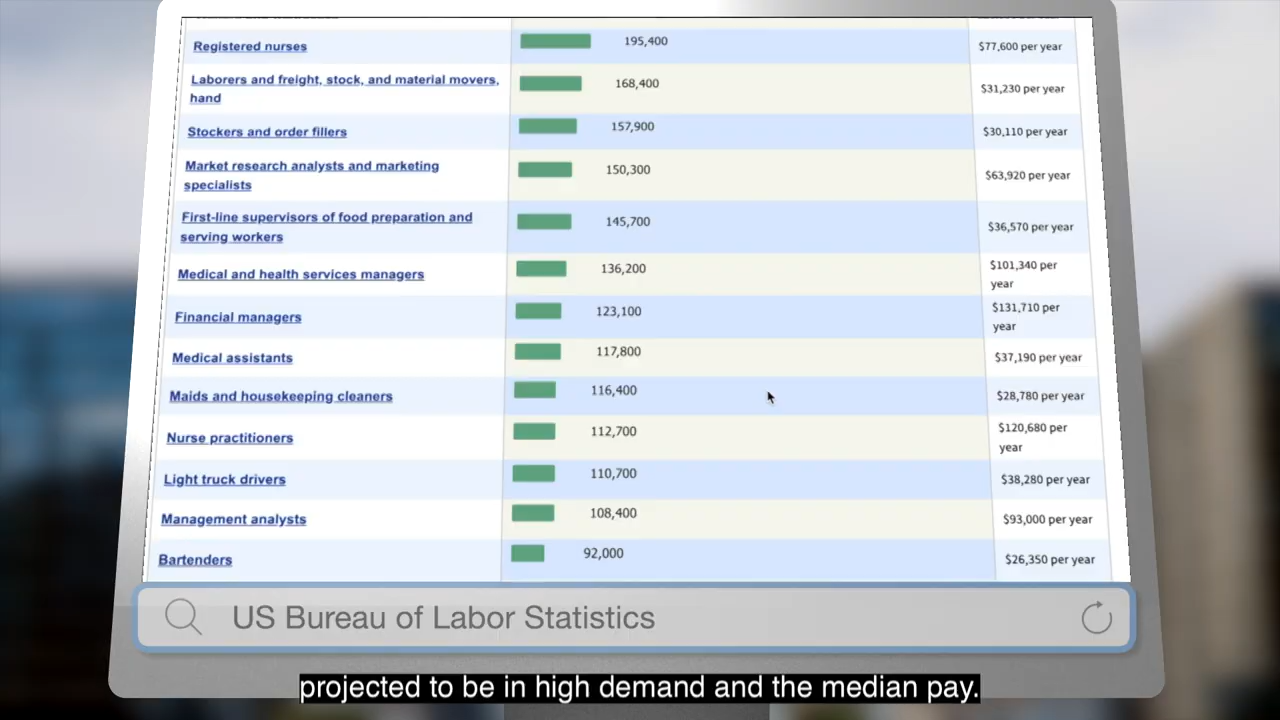 Registered nurses 195,400 $77,600 per year
Laborers and freight, stock, and material movers,
hand 168,400 $31,230 per year
Stockers and order fillers 157,900 $30,110 per year
Market research analysts and marketing
specialists 150,300 $63,920 per year
First-line supervisors of food preparation and
serving workers 145,700 $36,570 per year
Medical and health services managers 136,200 $101,340 per
year
Financial managers 123,100 $131,710 per
year
Medical assistants 117,800 $37,190 per year
Maids and housekeeping cleaners 116,400 $28,780 per year
Nurse practitioners 112,700 $120,680 per
year
Light truck drivers 110,700 $38,280 per year
Management analysts 108,400 $93,000 per year
Bartenders 92,000 $26,350 per year
US Bureau of Labor Statistics
projected to be in high demand and the median pay.